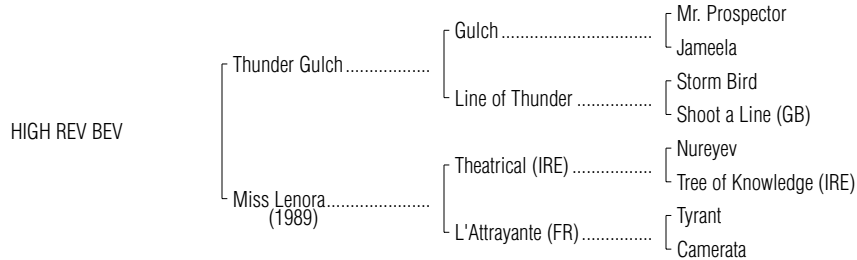 Mr. Prospector
Gulch
Jameela
Thunder Gulch
Storm Bird
Line of Thunder
Shoot a Line (GB)
HIGH REV BEV
Nureyev
Theatrical (IRE)
Tree of Knowledge (IRE)
Miss Lenora
(1989)
Tyrant
L'Attrayante (FR)
Camerata